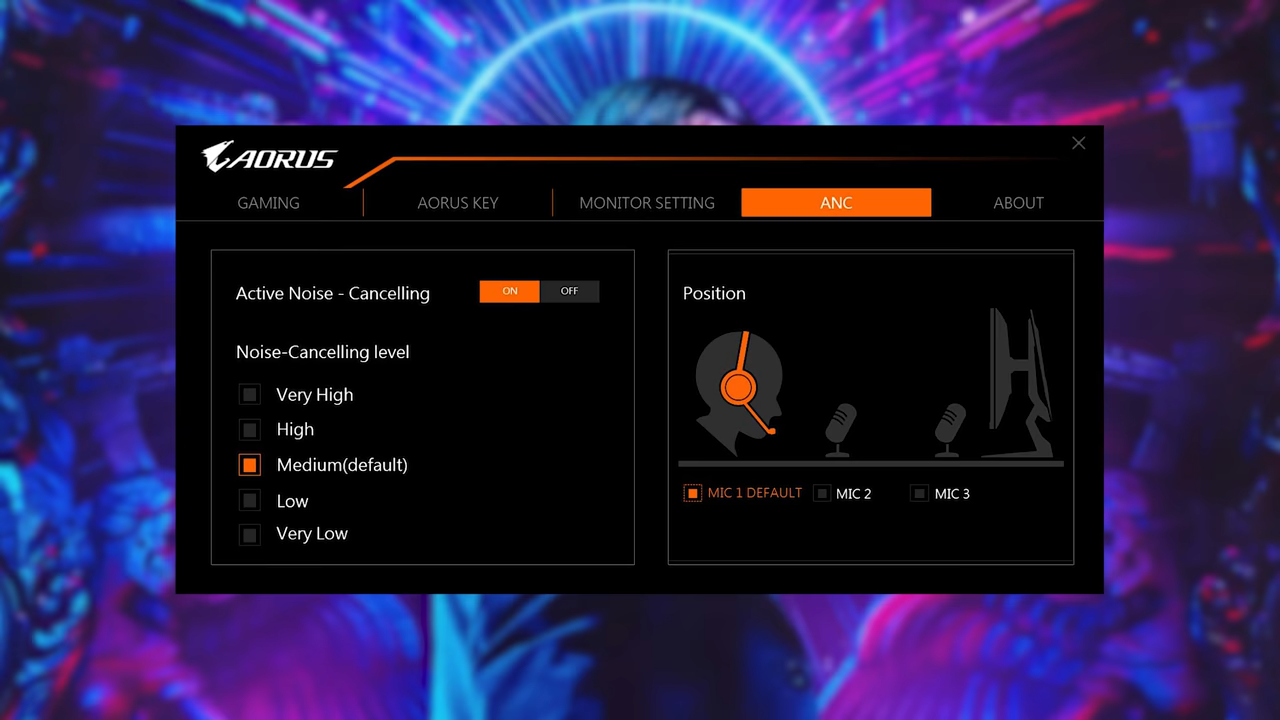 AORUS
GAMING
AORUS KEY
MONITOR SETTING
ANC
ABOUT
Active Noise - Cancelling
ON
OFF
Noise-Cancelling level
Very High
High
Medium(default)
Low
Very Low
Position
MIC 1 DEFAULT
MIC 2
MIC 3